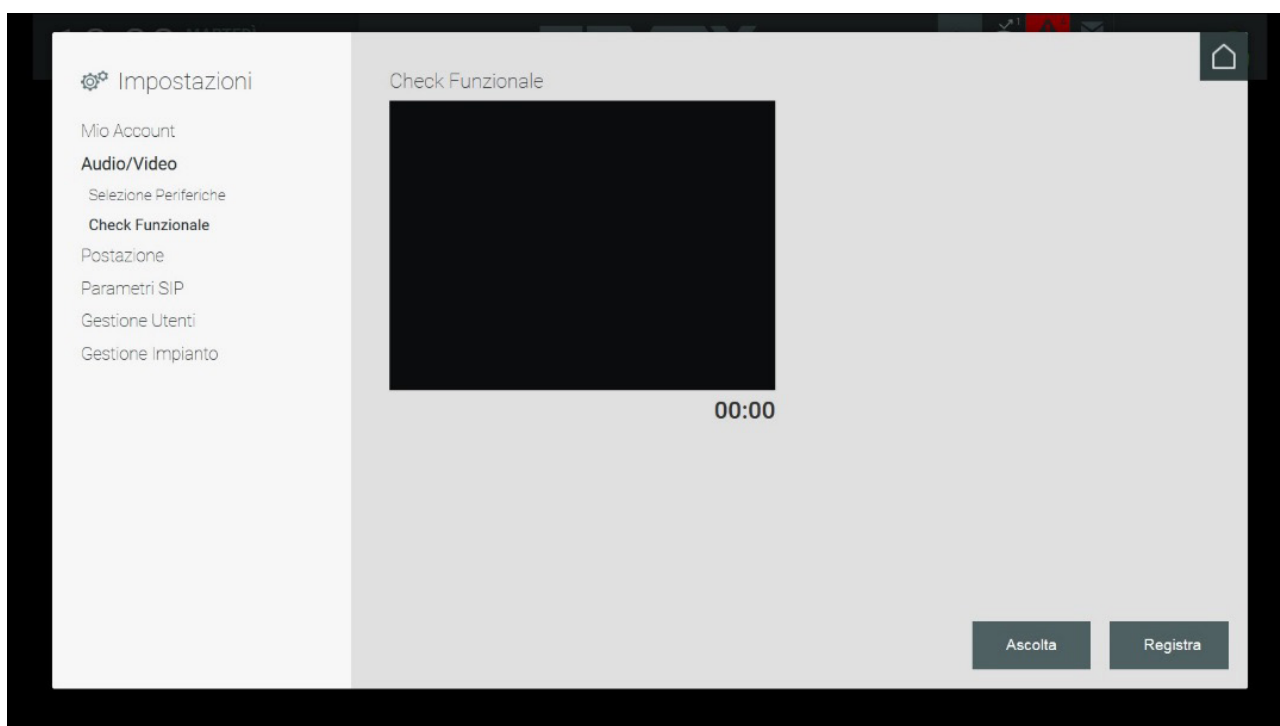 Impostazioni
Mio Account
Audio/Video
Selezione Periferiche
Check Funzionale
Postazione
Parametri SIP
Gestione Utenti
Gestione Impianto
Check Funzionale
00:00
Ascolta
Registra